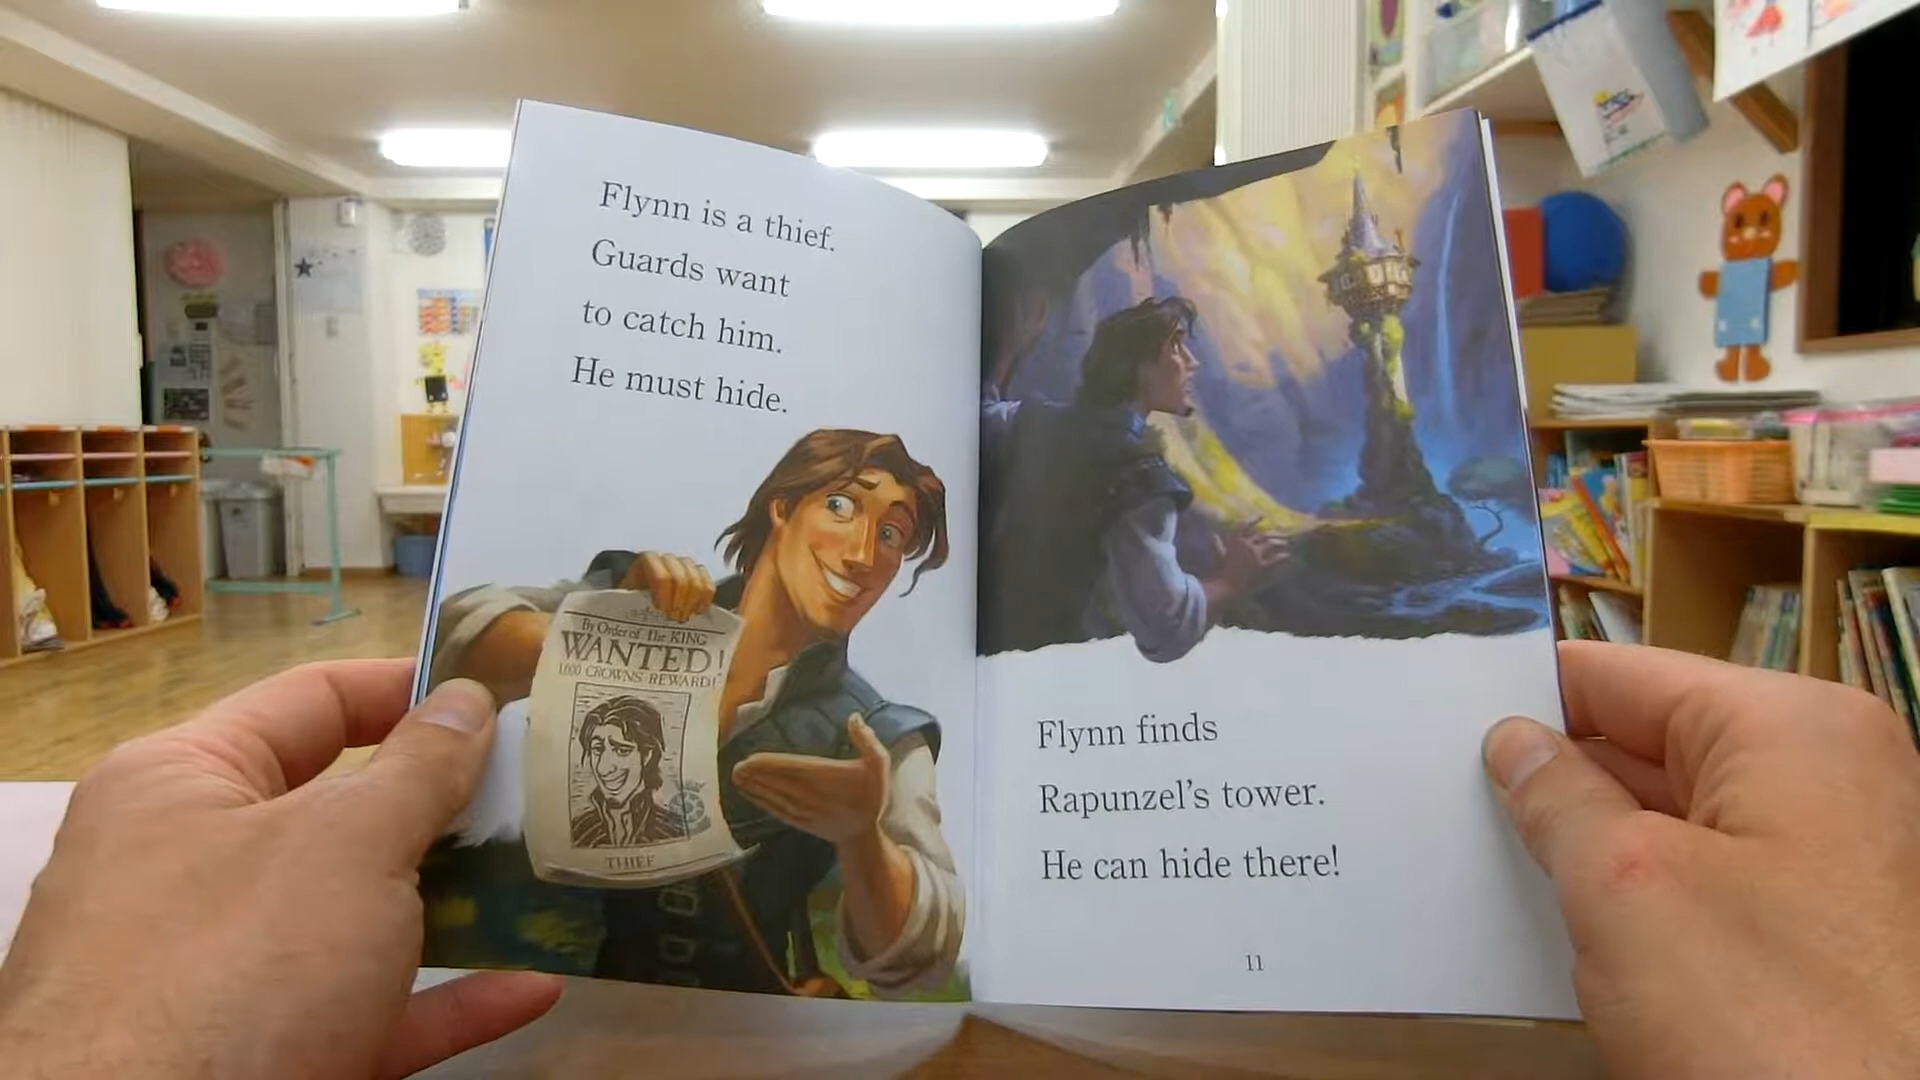 Flynn is a thief.
Guards want
to catch him.
He must hide.
By Order of The KING
WANTED!
1,000 CROWNS REWARD!
THIEF
Flynn finds
Rapunzel's tower.
He can hide there!
11